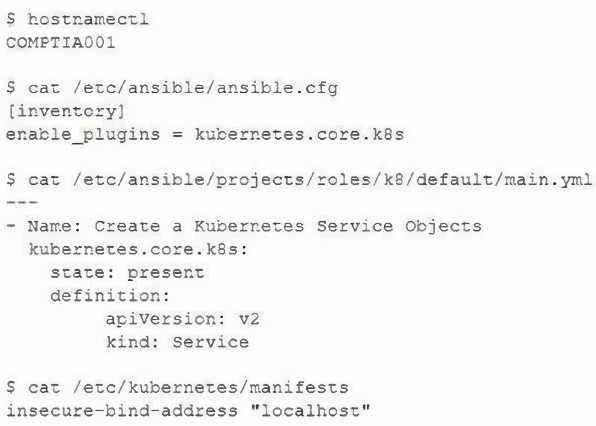 $ hostnamectl
COMPTIA001
$ cat /etc/ansible/ansible.cfg
[inventory]
enable_plugins = kubernetes.core.k8s
$ cat /etc/ansible/projects/roles/k8/default/main.yml
---
- Name: Create a Kubernetes Service Objects
kubernetes.core.k8s:
state: present
definition:
apiVersion: v2
kind: Service
$ cat /etc/kubernetes/manifests
insecure-bind-address "localhost"